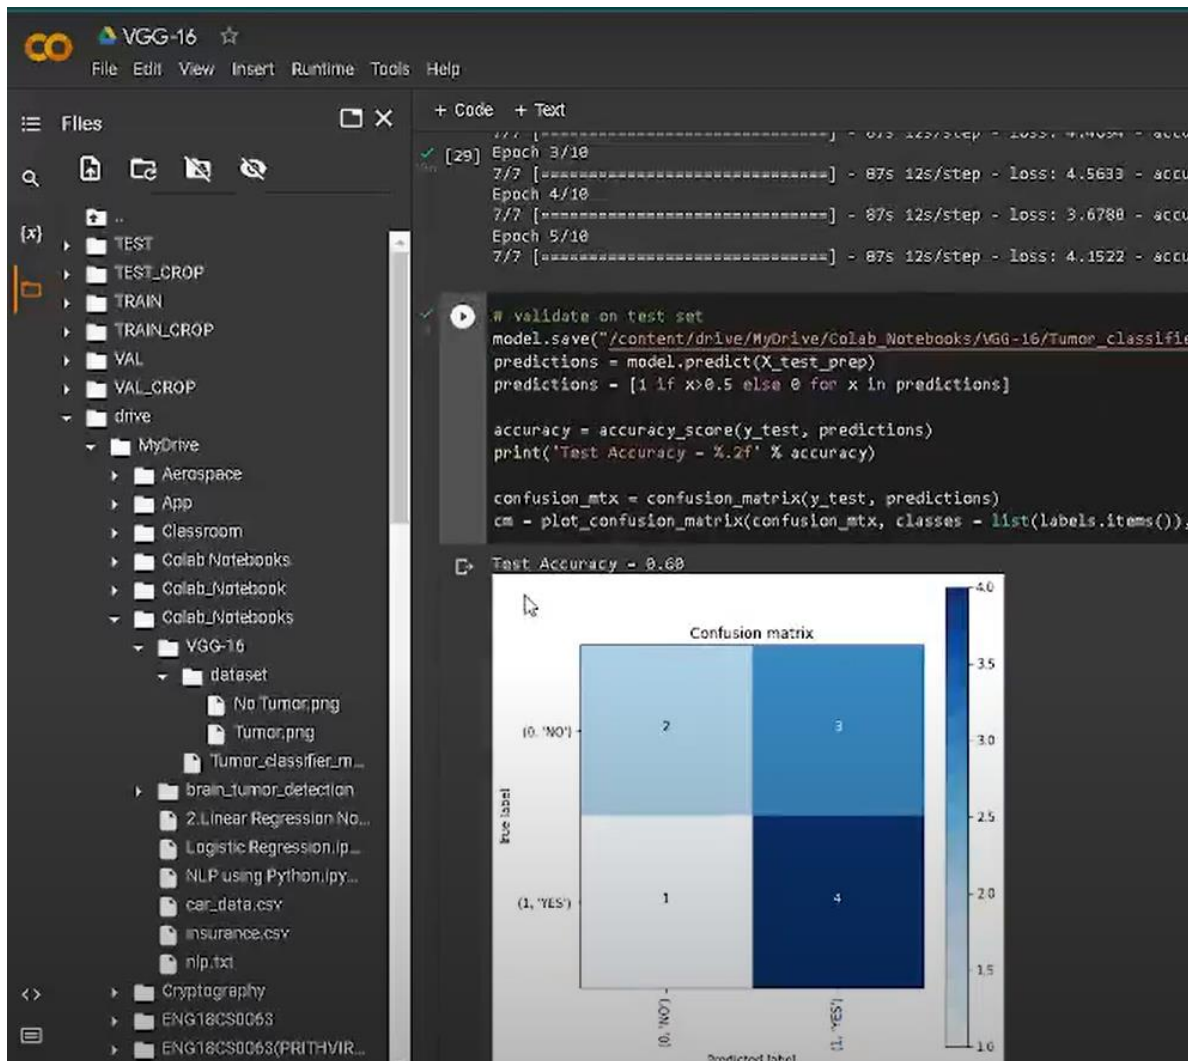 VGG-16
File Edit View Insert Runtime Tools Help
Files
..
TEST
TEST_CROP
TRAIN
TRAIN_CROP
VAL
VAL_CROP
drive
MyDrive
Aerospace
App
Classroom
Colab Notebooks
Colab_Notebook
Colab_Notebooks
VGG-16
dataset
No Tumor.png
Tumor.png
Tumor_classifier_m...
brain_tumor_detection
2.Linear Regression No...
Logistic Regression.ip...
NLP using Python.ipy...
car_data.csv
insurance.csv
nlp.txt
Cryptography
ENG18CS0063
ENG18CS0063(PRITHVIR...
{x}
<>
+ Code + Text
[29]
Epoch 3/10
7/7 [==============================] - 87s 12s/step - loss: 4.5633 - accu
Epoch 4/10
7/7 [==============================] - 87s 12s/step - loss: 3.6780 - accu
Epoch 5/10
7/7 [==============================] - 87s 12s/step - loss: 4.1522 - accu
# validate on test set
model.save("/content/drive/MyDrive/Colab_Notebooks/VGG-16/Tumor_classifie
predictions = model.predict(X_test_prep)
predictions = [1 if x>0.5 else 0 for x in predictions]
accuracy = accuracy_score(y_test, predictions)
print('Test Accuracy = %.2f' % accuracy)
confusion_mtx = confusion_matrix(y_test, predictions)
cm = plot_confusion_matrix(confusion_mtx, classes = list(labels.items()),
Test Accuracy = 0.60
Confusion matrix
True label
(0, 'NO')
2 3
(1, 'YES')
1 4
(0, 'NO') (1, 'YES')
Predicted label
4.0
3.5
3.0
2.5
2.0
1.5
1.0